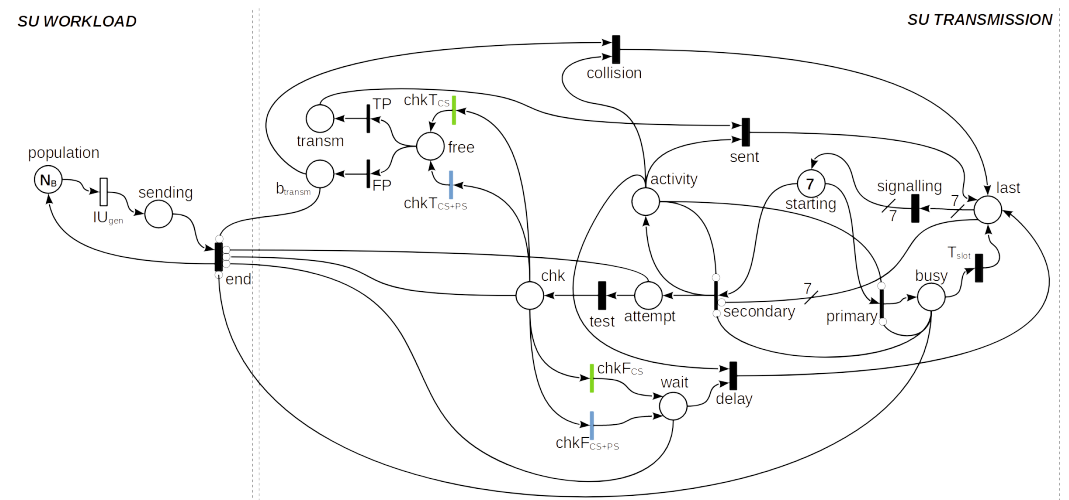 SU WORKLOAD
SU TRANSMISSION
collision
chkT_CS
TP
transm
free
sent
population
N_B
sending
IU_gen
b_transm
FP
chkT_CS+PS
activity
7
starting
signalling
7
7
last
end
chk
T_slot
busy
7
test
attempt
secondary
primary
chkF_CS
wait
delay
chkF_CS+PS